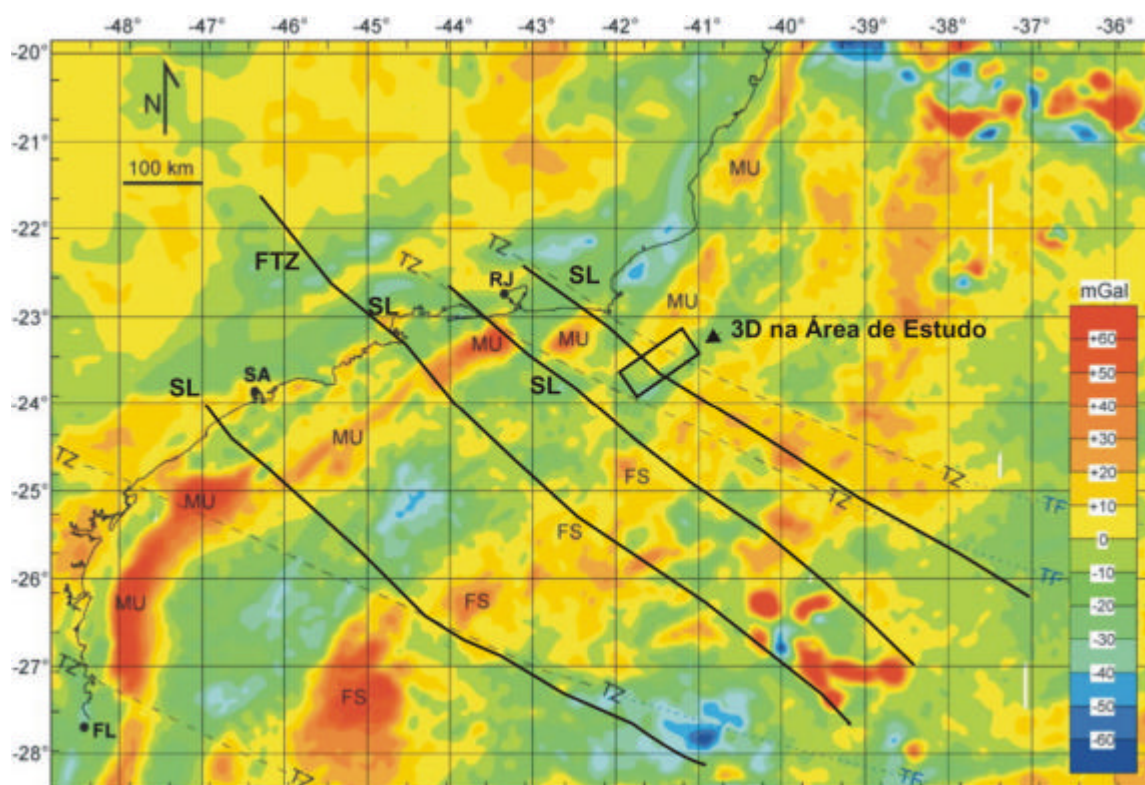 -48° -47° -46° -45° -44° -43° -42° -41° -40° -39° -38° -37° -36°
-20°
N
-21°
100 km
MU
-22°
FTZ
TZ
TZ
SL
RJ
mGal
-23°
SL
MU
MU
MU
3D na Área de Estudo
+60
SA
SL
SL
+50
-24°
MU
+40
TZ
FS
TZ
+30
-25°
MU
TZ
TF
+20
FS
+10
0
-26°
MU
FS
TF
-10
-20
-27°
TZ
FS
TZ
-30
-40
FL
-50
-28°
TZ
TF
-60